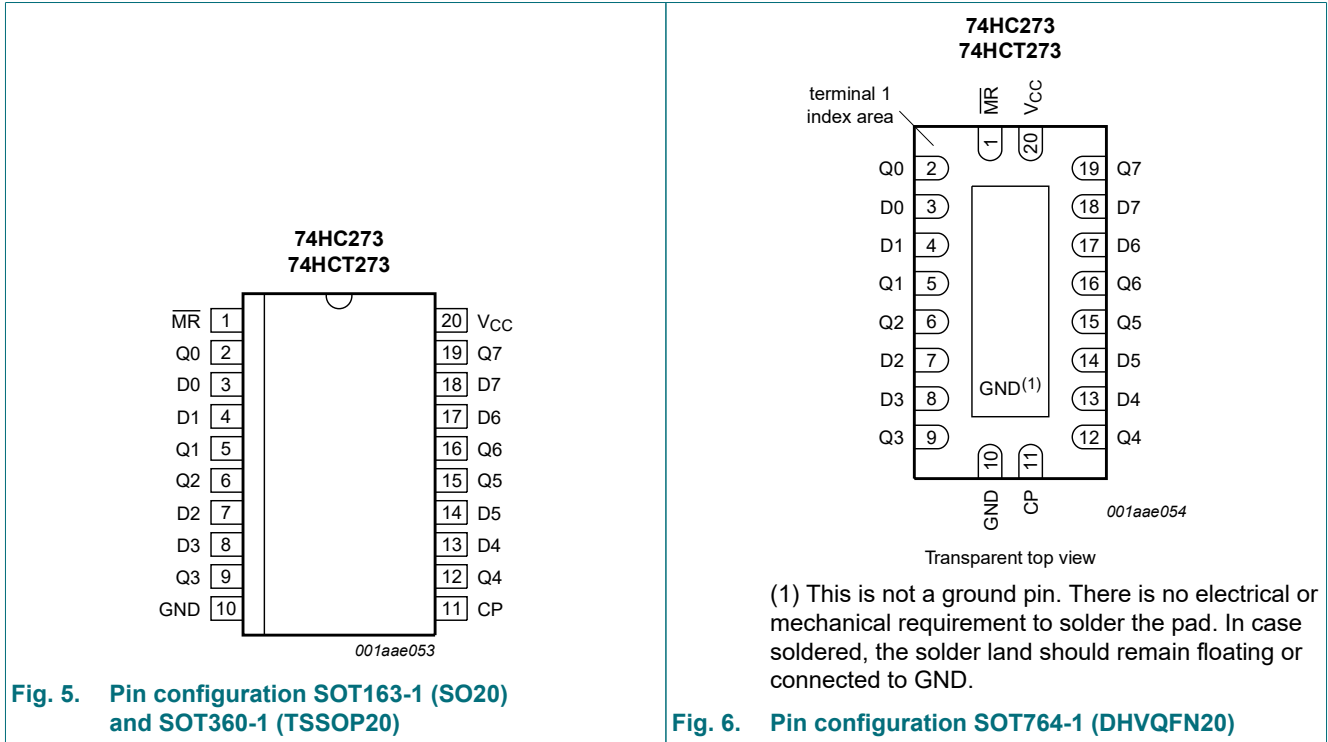 74HC273
74HCT273
M̅R̅ 1
Q0 2
D0 3
D1 4
Q1 5
Q2 6
D2 7
D3 8
Q3 9
GND 10
20 VCC
19 Q7
18 D7
17 D6
16 Q6
15 Q5
14 D5
13 D4
12 Q4
11 CP
001aae053
Fig. 5. Pin configuration SOT163-1 (SO20)
and SOT360-1 (TSSOP20)
74HC273
74HCT273
terminal 1
index area
M̅R̅
VCC
1
20
Q0 2
D0 3
D1 4
Q1 5
Q2 6
D2 7
D3 8
Q3 9
19 Q7
18 D7
17 D6
16 Q6
15 Q5
14 D5
13 D4
12 Q4
GND(1)
10
11
GND
CP
001aae054
Transparent top view
(1) This is not a ground pin. There is no electrical or
mechanical requirement to solder the pad. In case
soldered, the solder land should remain floating or
connected to GND.
Fig. 6. Pin configuration SOT764-1 (DHVQFN20)